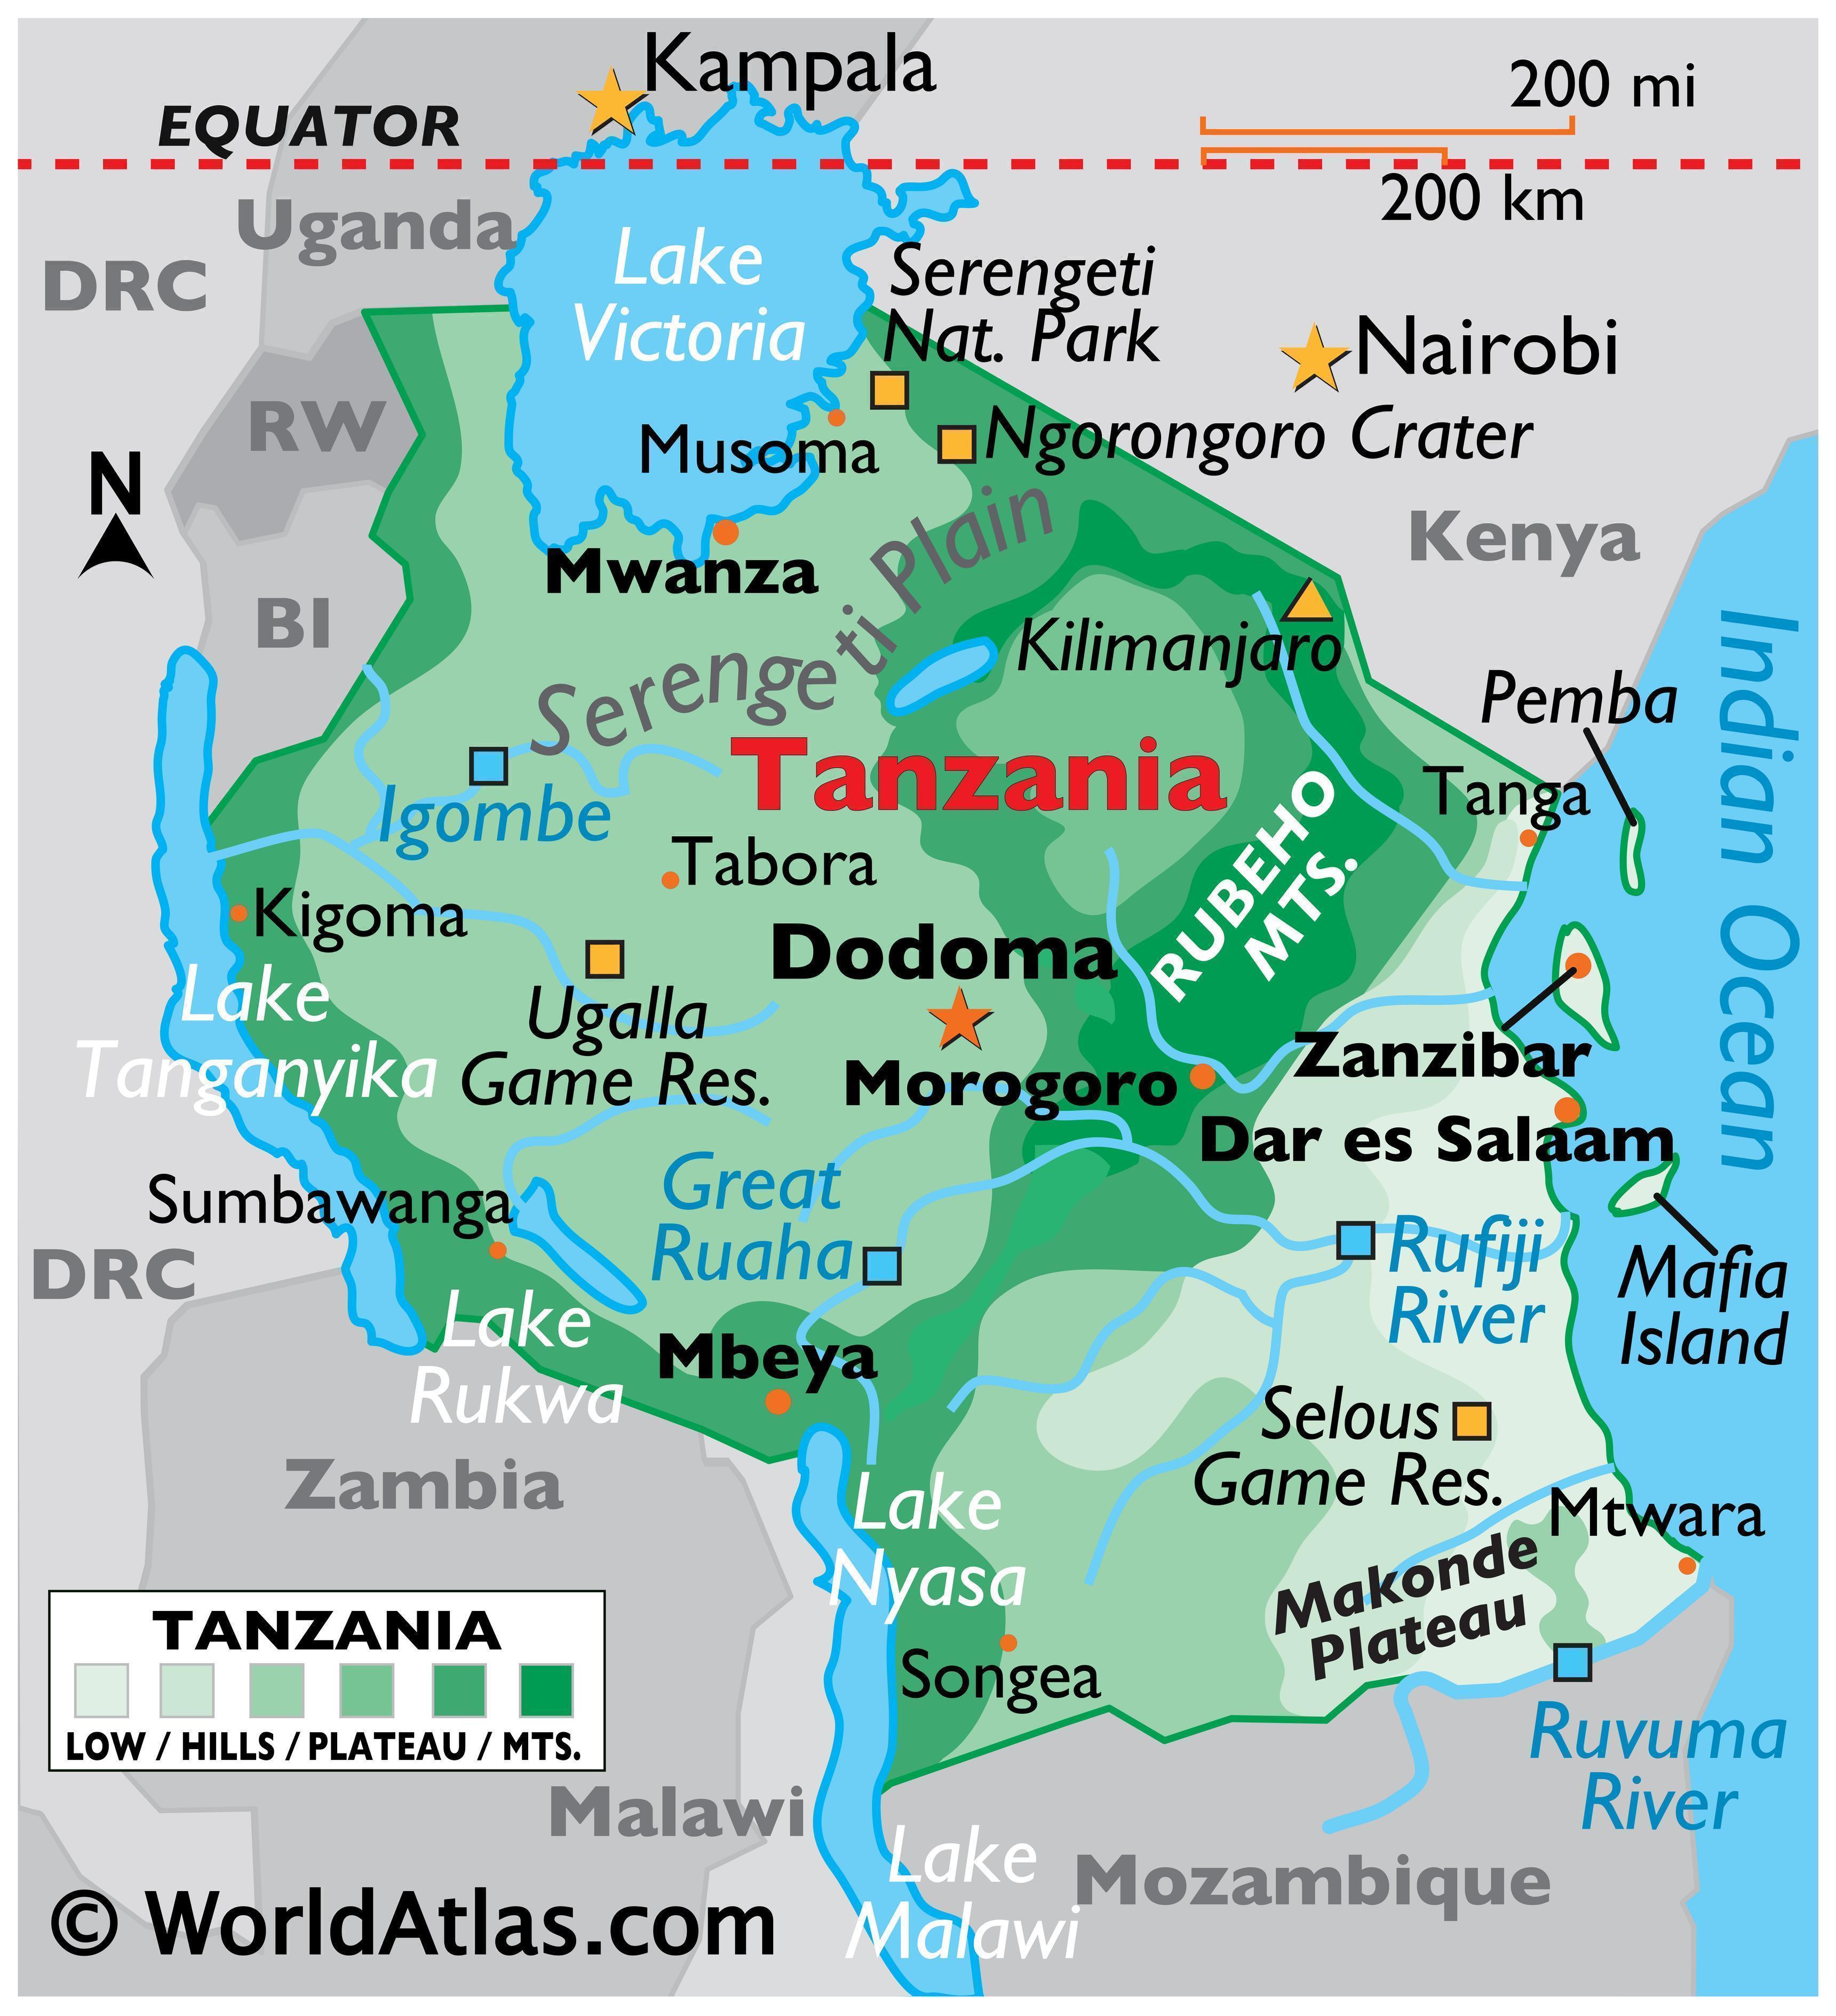 Kampala
200 mi
EQUATOR
200 km
Uganda
DRC
Lake
Victoria
Serengeti
Nat. Park
Nairobi
RW
Musoma
Ngorongoro Crater
N
Kenya
Mwanza
Serengeti Plain
BI
Kilimanjaro
Indian Ocean
Pemba
Tanzania
Tanga
Igombe
RUBEHO
MTS.
Tabora
Kigoma
Dodoma
Lake
Tanganyika
Ugalla
Game Res.
Zanzibar
Morogoro
Dar es Salaam
Sumbawanga
Great
Ruaha
Rufiji
River
Mafia
Island
DRC
Lake
Rukwa
Mbeya
Selous
Game Res.
Zambia
Lake
Nyasa
Mtwara
Makonde
Plateau
TANZANIA
LOW / HILLS / PLATEAU / MTS.
Songea
Ruvuma
River
Malawi
Lake
Malawi
Mozambique
© WorldAtlas.com